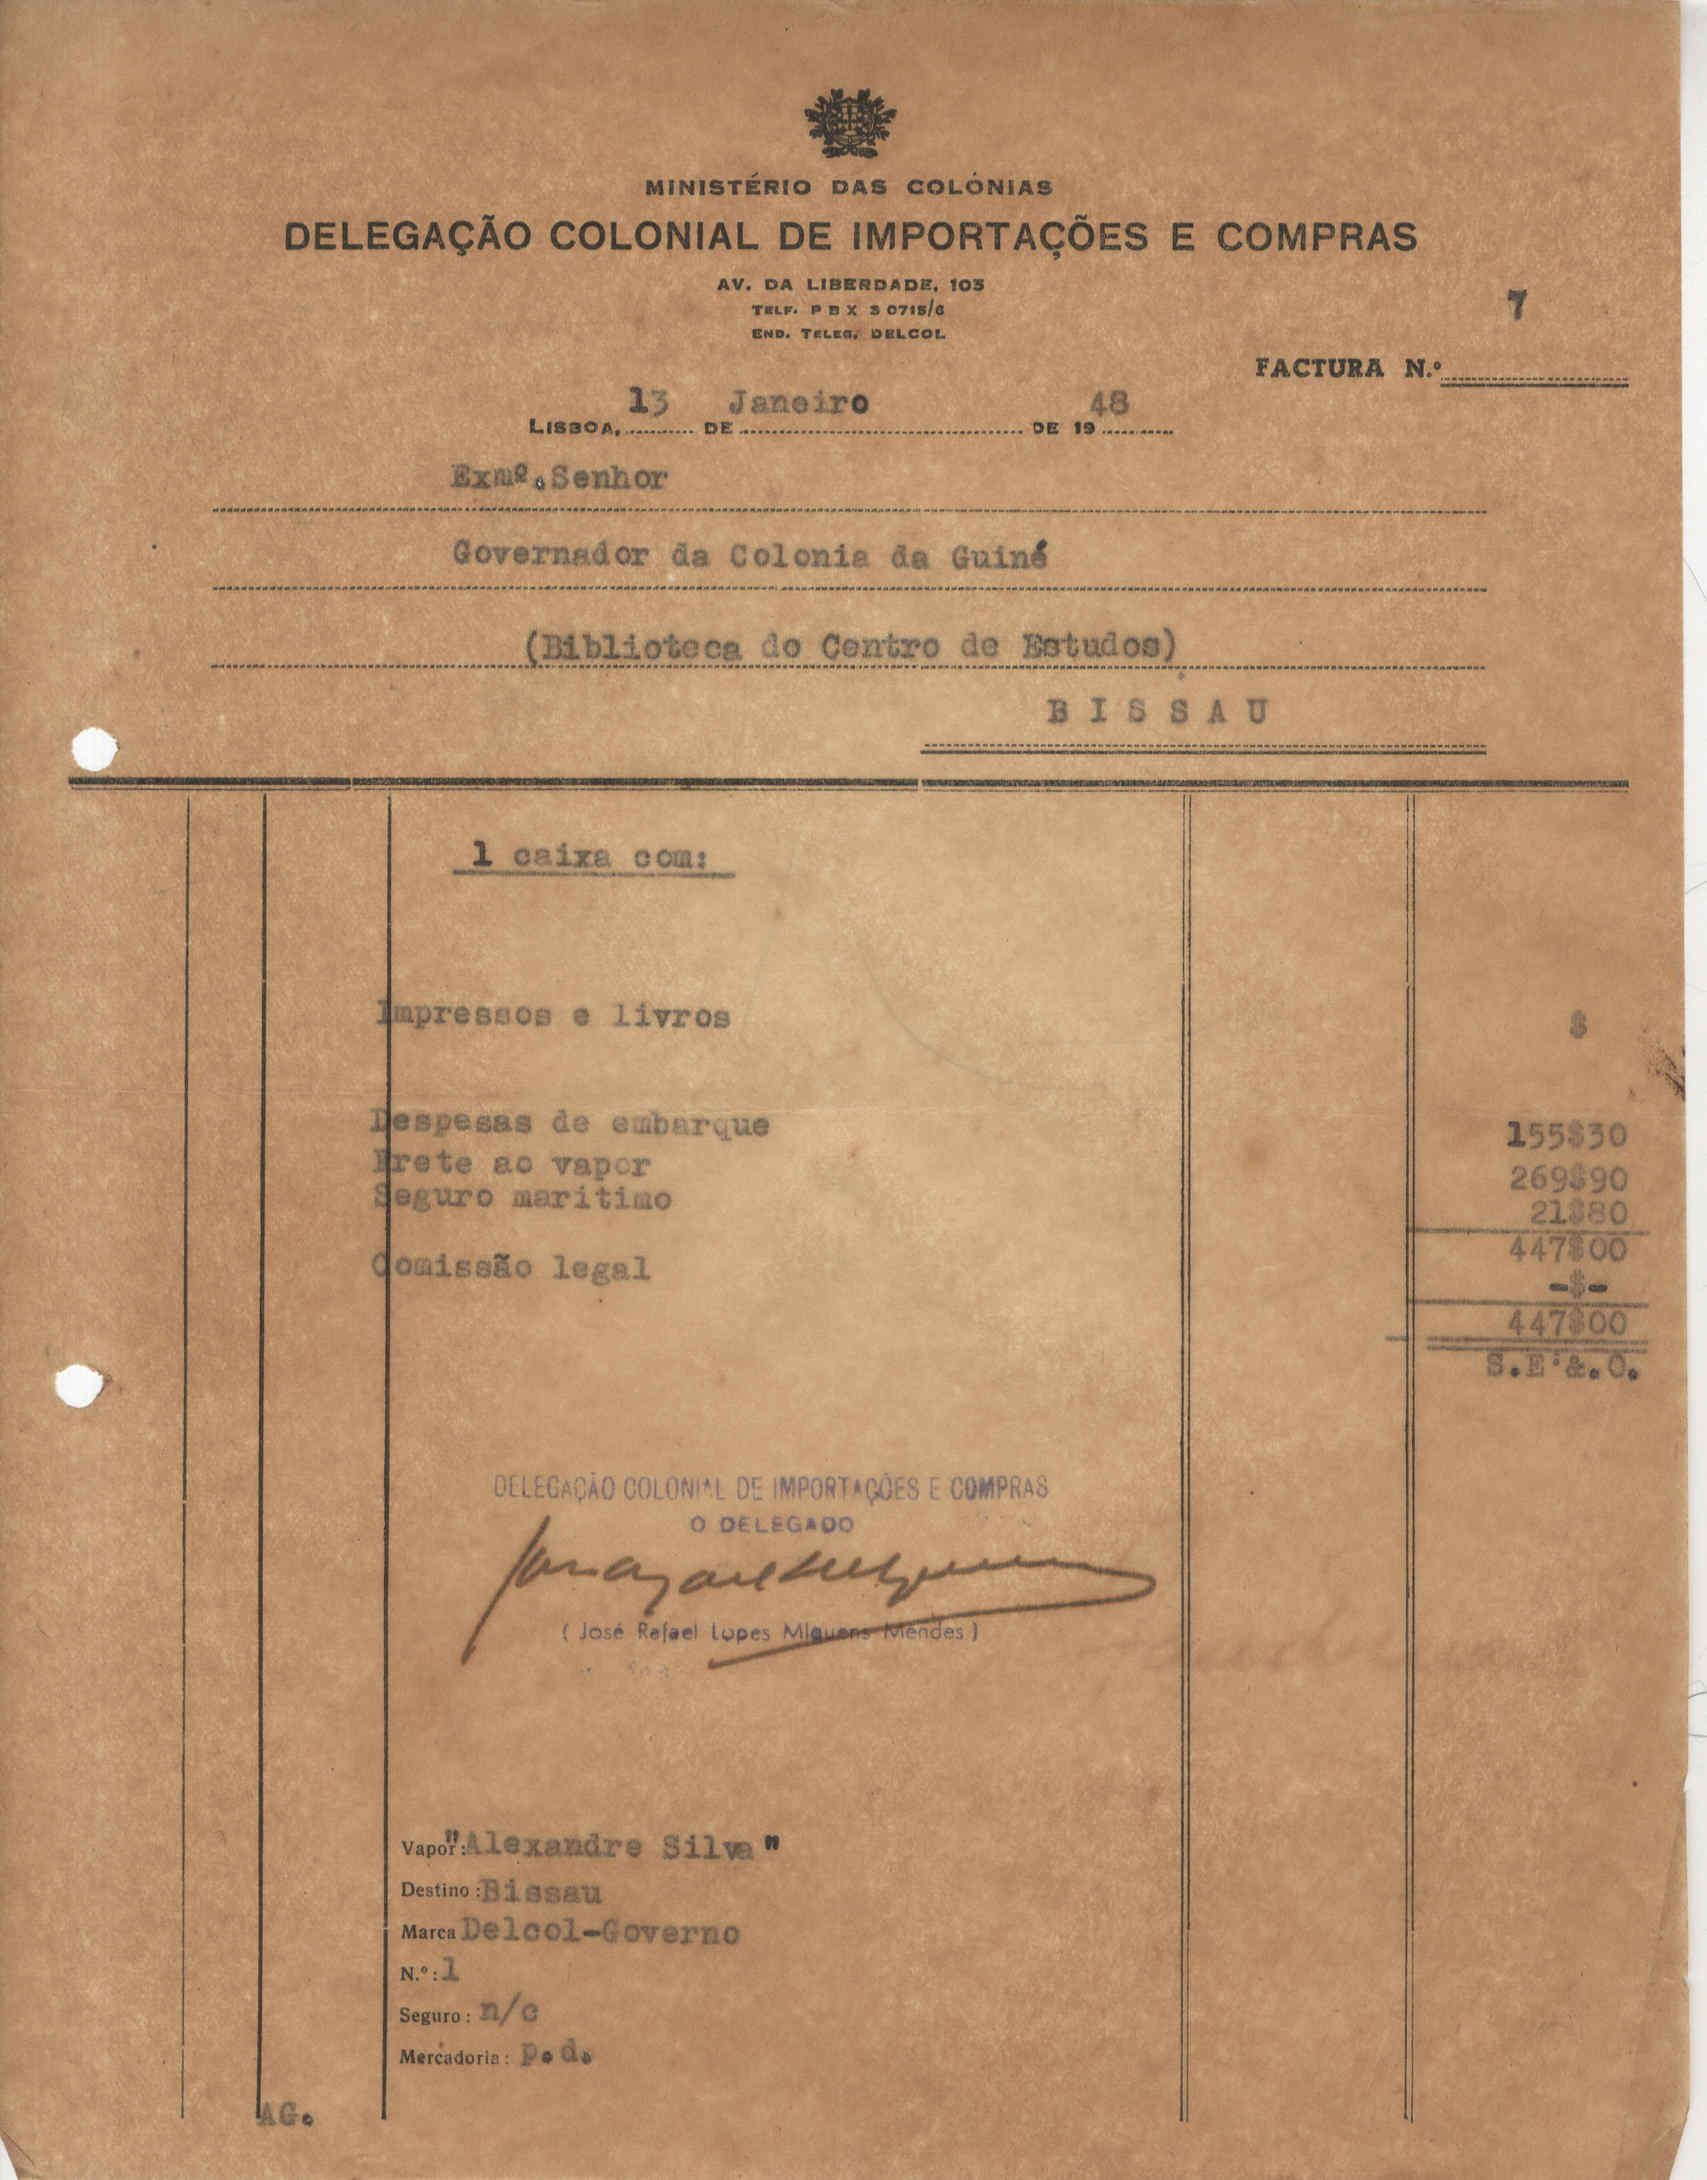 MINISTÉRIO DAS COLÓNIAS
DELEGAÇÃO COLONIAL DE IMPORTAÇÕES E COMPRAS
AV. DA LIBERDADE, 105
TELF. P B X 3 0715/6
END. TELEG. DELCOL
7
FACTURA N.º
LISBOA, 13 DE Janeiro DE 19 48
Exmº. Senhor
Governador da Colonia da Guiné
(Biblioteca do Centro de Estudos)
BISSAU
1 caixa com:
Impressos e livros $
Despesas de embarque 155$30
Frete ao vapor 269$90
Seguro maritimo 21$80
447$00
Comissão legal -$-
447$00
S.E.&.O.
DELEGAÇÃO COLONIAL DE IMPORTAÇÕES E COMPRAS
O DELEGADO
(José Rafael Lopes Miguens Mendes)
Vapor: "Alexandre Silva"
Destino: Bissau
Marca Delcol-Governo
N.º: 1
Seguro: n/c
Mercadoria: p.d.
AG.